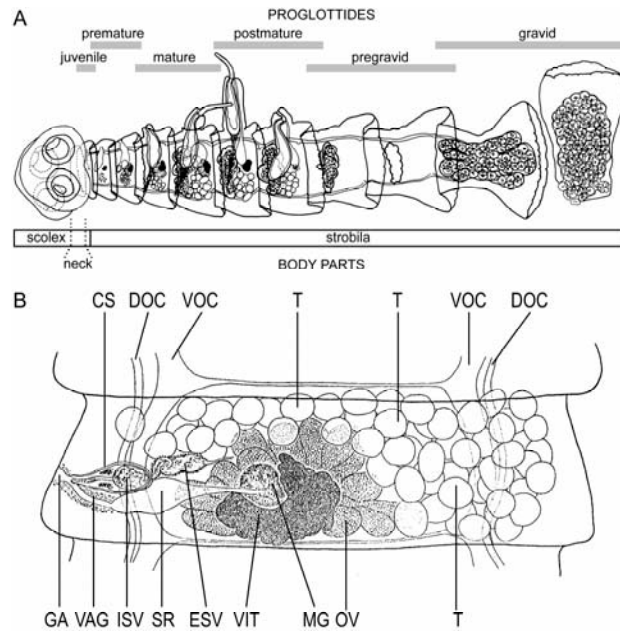 A
PROGLOTTIDES
premature postmature gravid
juvenile mature pregravid
scolex strobila
neck BODY PARTS
B
CS DOC VOC T T VOC DOC
GA VAG ISV SR ESV VIT MG OV T